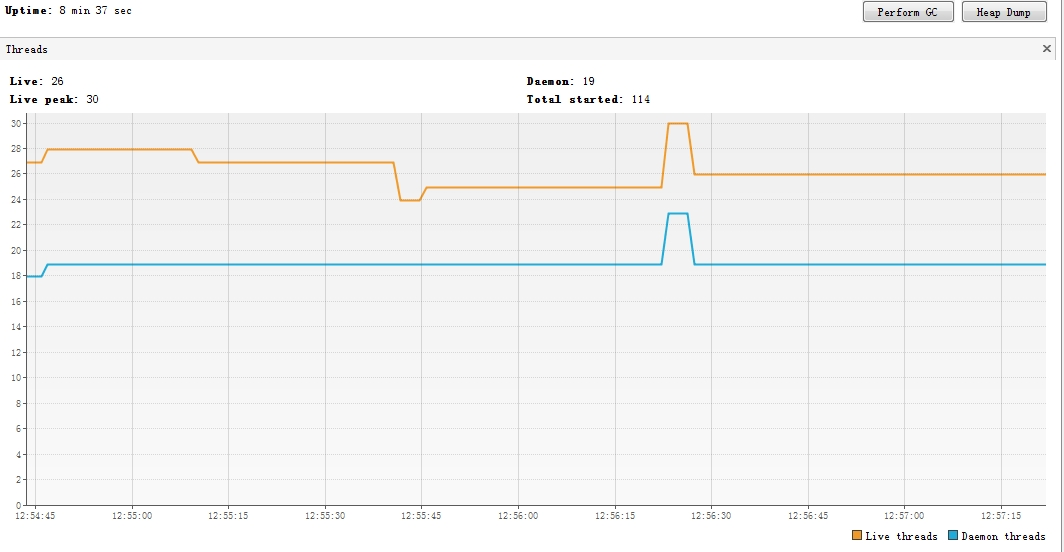 Uptime: 8 min 37 sec
Perform GC
Heap Dump
Threads
Live: 26
Daemon: 19
Live peak: 30
Total started: 114
30
28
26
24
22
20
18
16
14
12
10
8
6
4
2
0
12:54:45 12:55:00 12:55:15 12:55:30 12:55:45 12:56:00 12:56:15 12:56:30 12:56:45 12:57:00 12:57:15
Live threads Daemon threads